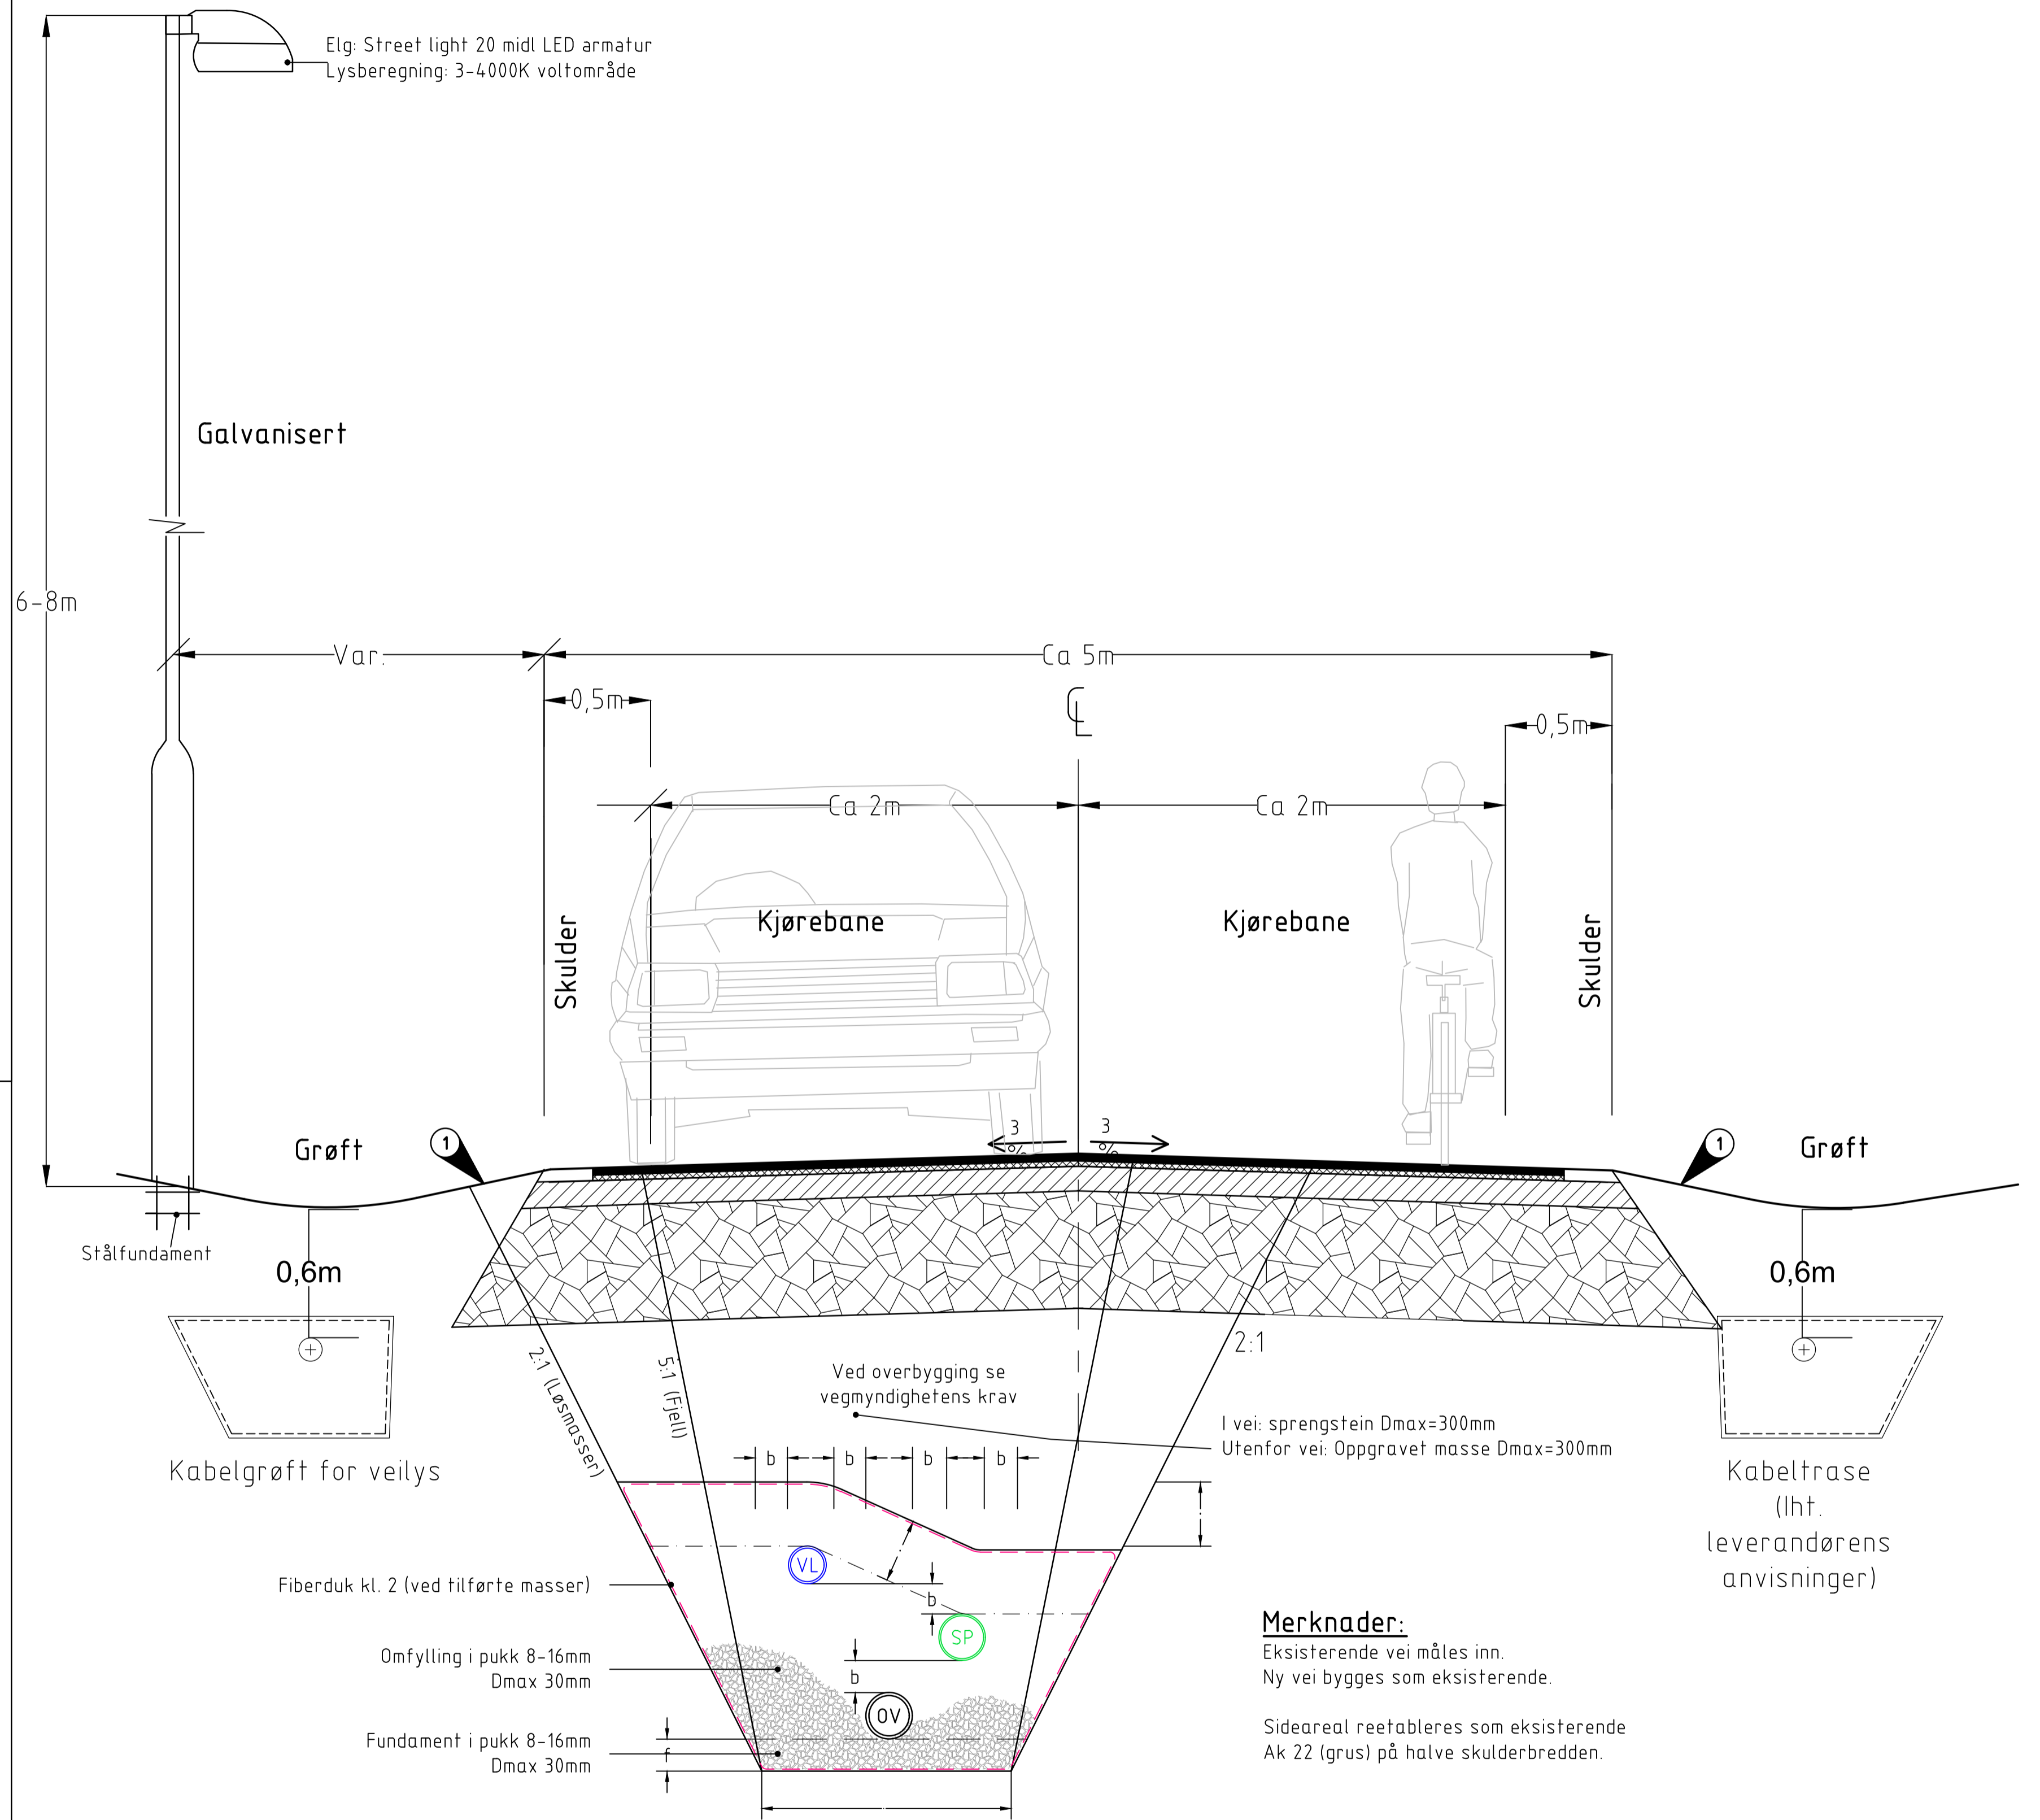 Elg: Street light 20 midl LED armatur
Lysberegning: 3-4000K voltområde
Galvanisert
6-8m
Var.
Ca 5m
0,5m
0,5m
Ca 2m
Ca 2m
Kjørebane
Kjørebane
Skulder
Skulder
3
%
3
%
Grøft
1
1
Grøft
Stålfundament
0,6m
0,6m
2:1 (Løsmasser)
5:1 (Fjell)
2:1
Ved overbygging se
vegmyndighetens krav
I vei: sprengstein Dmax=300mm
Utenfor vei: Oppgravet masse Dmax=300mm
Kabelgrøft for veilys
Kabeltrase
(Iht.
leverandørens
anvisninger)
b
b
b
b
VL
b
SP
b
OV
f
Fiberduk kl. 2 (ved tilførte masser)
Omfylling i pukk 8-16mm
Dmax 30mm
Fundament i pukk 8-16mm
Dmax 30mm
Merknader:
Eksisterende vei måles inn.
Ny vei bygges som eksisterende.
Sideareal reetableres som eksisterende
Ak 22 (grus) på halve skulderbredden.